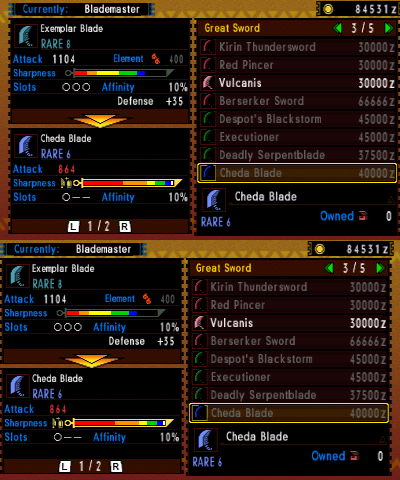 Currently: Blademaster
Exemplar Blade
RARE 8
Attack 1104 Element 400
Sharpness
Slots ○○○ Affinity 10%
Defense +35
Cheda Blade
RARE 6
Attack 864
Sharpness
Slots ○－－ Affinity 10%
L 1/2 R
84531z
Great Sword 3/5
Kirin Thundersword 30000z
Red Pincer 30000z
Vulcanis 30000z
Berserker Sword 66666z
Despot's Blackstorm 45000z
Executioner 45000z
Deadly Serpentblade 37500z
Cheda Blade 40000z
Cheda Blade
RARE 6 Owned 0
Currently: Blademaster
Exemplar Blade
RARE 8
Attack 1104 Element 400
Sharpness
Slots ○○○ Affinity 10%
Defense +35
Cheda Blade
RARE 6
Attack 864
Sharpness
Slots ○－－ Affinity 10%
L 1/2 R
84531z
Great Sword 3/5
Kirin Thundersword 30000z
Red Pincer 30000z
Vulcanis 30000z
Berserker Sword 66666z
Despot's Blackstorm 45000z
Executioner 45000z
Deadly Serpentblade 37500z
Cheda Blade 40000z
Cheda Blade
RARE 6 Owned 0